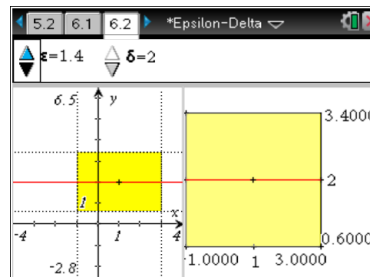 5.2 6.1 6.2 *Epsilon-Delta
ε=1.4 δ=2
6.5 y
1
x
-4 1 4
-2.8
3.4000
2
0.6000
-1.0000 1 3.0000